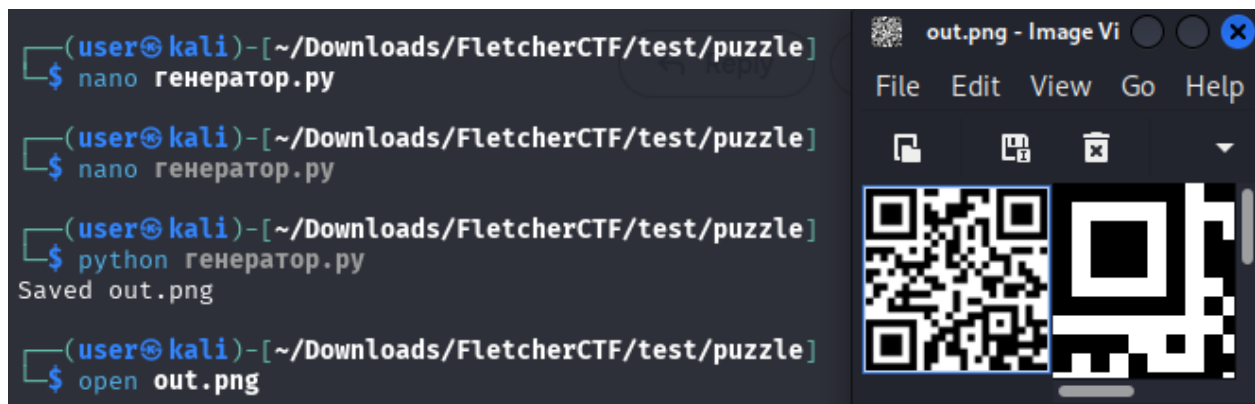 ┌──(user㉿kali)-[~/Downloads/FletcherCTF/test/puzzle]
└─$ nano генератор.py
┌──(user㉿kali)-[~/Downloads/FletcherCTF/test/puzzle]
└─$ nano генератор.py
┌──(user㉿kali)-[~/Downloads/FletcherCTF/test/puzzle]
└─$ python генератор.py
Saved out.png
┌──(user㉿kali)-[~/Downloads/FletcherCTF/test/puzzle]
└─$ open out.png
Reply
out.png - Image Vi
File Edit View Go Help